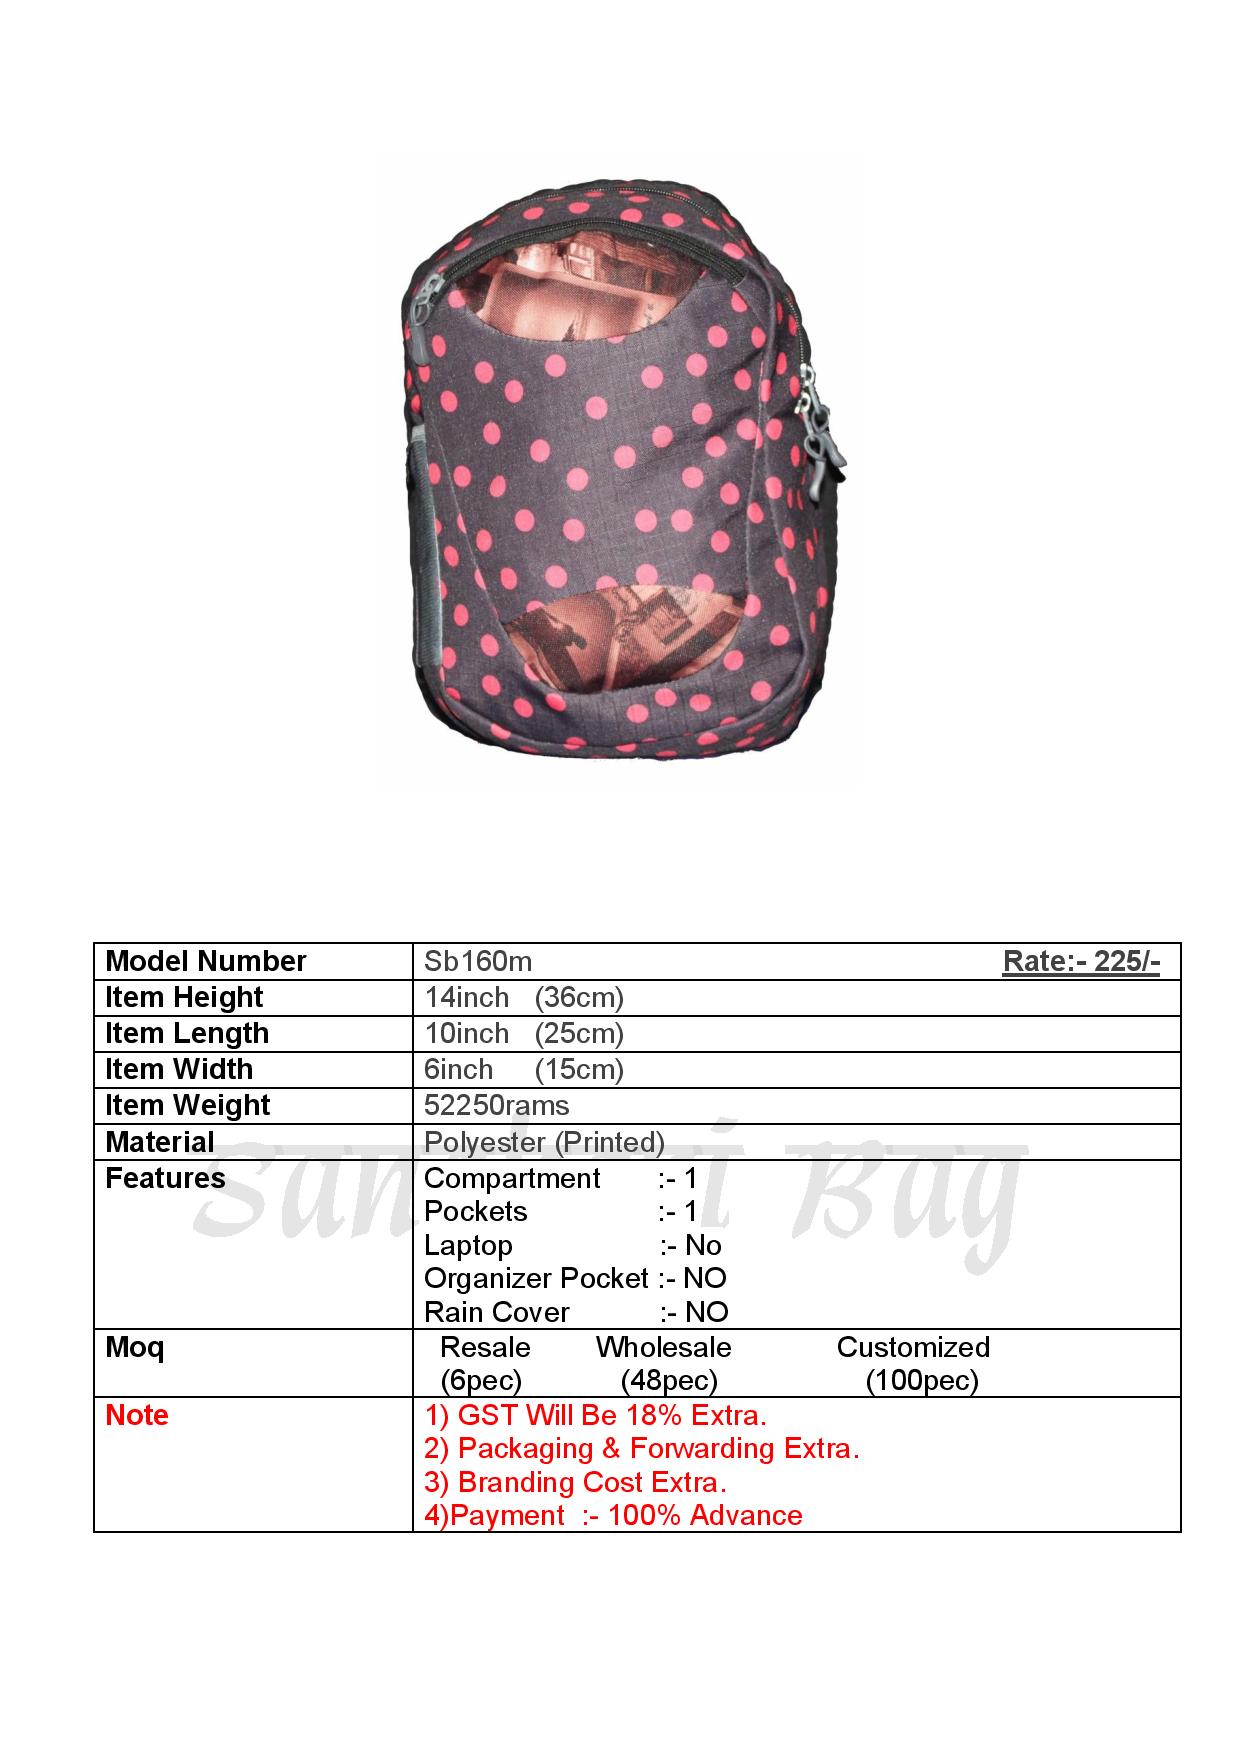 Model Number Sb160m Rate:- 225/-
Item Height 14inch (36cm)
Item Length 10inch (25cm)
Item Width 6inch (15cm)
Item Weight 52250rams
Material Polyester (Printed)
Features Compartment :- 1
Pockets :- 1
Laptop :- No
Organizer Pocket :- NO
Rain Cover :- NO
Moq Resale Wholesale Customized
(6pec) (48pec) (100pec)
Note 1) GST Will Be 18% Extra.
2) Packaging & Forwarding Extra.
3) Branding Cost Extra.
4)Payment :- 100% Advance
Bag